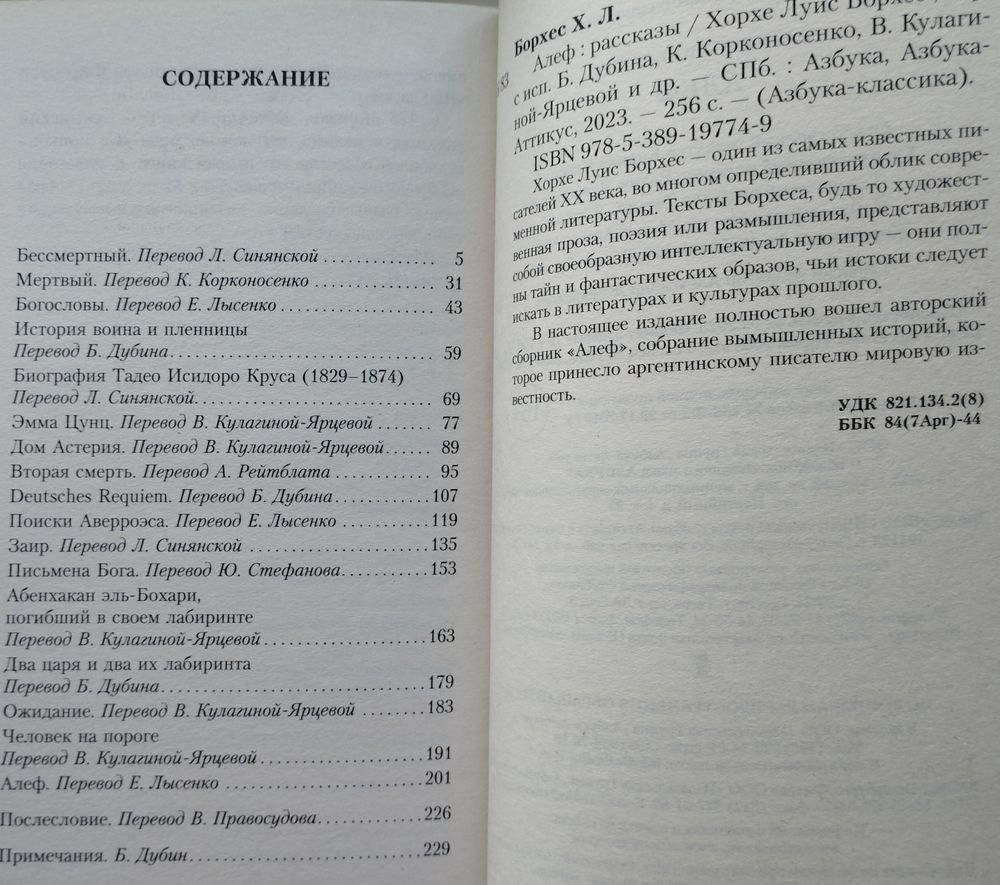 СОДЕРЖАНИЕ
Бессмертный. Перевод Л. Синянской .............. 5
Мертвый. Перевод К. Корконосенко .............. 31
Богословы. Перевод Е. Лысенко .................. 43
История воина и пленницы
Перевод Б. Дубина............................... 59
Биография Тадео Исидоро Круса (1829–1874)
Перевод Л. Синянской............................ 69
Эмма Цунц. Перевод В. Кулагиной-Ярцевой ....... 77
Дом Астерия. Перевод В. Кулагиной-Ярцевой...... 89
Вторая смерть. Перевод А. Рейтблата ............ 95
Deutsches Requiem. Перевод Б. Дубина ..........107
Поиски Аверроэса. Перевод Е. Лысенко ..........119
Заир. Перевод Л. Синянской ....................135
Письмена Бога. Перевод Ю. Стефанова...........153
Абенхакан эль-Бохари,
погибший в своем лабиринте
Перевод В. Кулагиной-Ярцевой..................163
Два царя и два их лабиринта
Перевод Б. Дубина.............................179
Ожидание. Перевод В. Кулагиной-Ярцевой ........183
Человек на пороге
Перевод В. Кулагиной-Ярцевой..................191
Алеф. Перевод Е. Лысенко ......................201
Послесловие. Перевод В. Правосудова............226
Примечания. Б. Дубин...........................229
Борхес Х. Л.
83
Алеф : рассказы / Хорхе Луис Борхес
с исп. Б. Дубина, К. Корконосенко, В. Кулаги-
ной-Ярцевой и др. — СПб. : Азбука, Азбука-
Аттикус, 2023. — 256 с. — (Азбука-классика).
ISBN 978-5-389-19774-9
Хорхе Луис Борхес — один из самых известных пи-
сателей XX века, во многом определивший облик совре-
менной литературы. Тексты Борхеса, будь то художест-
венная проза, поэзия или размышления, представляют
собой своеобразную интеллектуальную игру — они пол-
ны тайн и фантастических образов, чьи истоки следует
искать в литературах и культурах прошлого.
В настоящее издание полностью вошел авторский
сборник «Алеф», собрание вымышленных историй, ко-
торое принесло аргентинскому писателю мировую из-
вестность.
УДК 821.134.2(8)
ББК 84(7Арг)-44